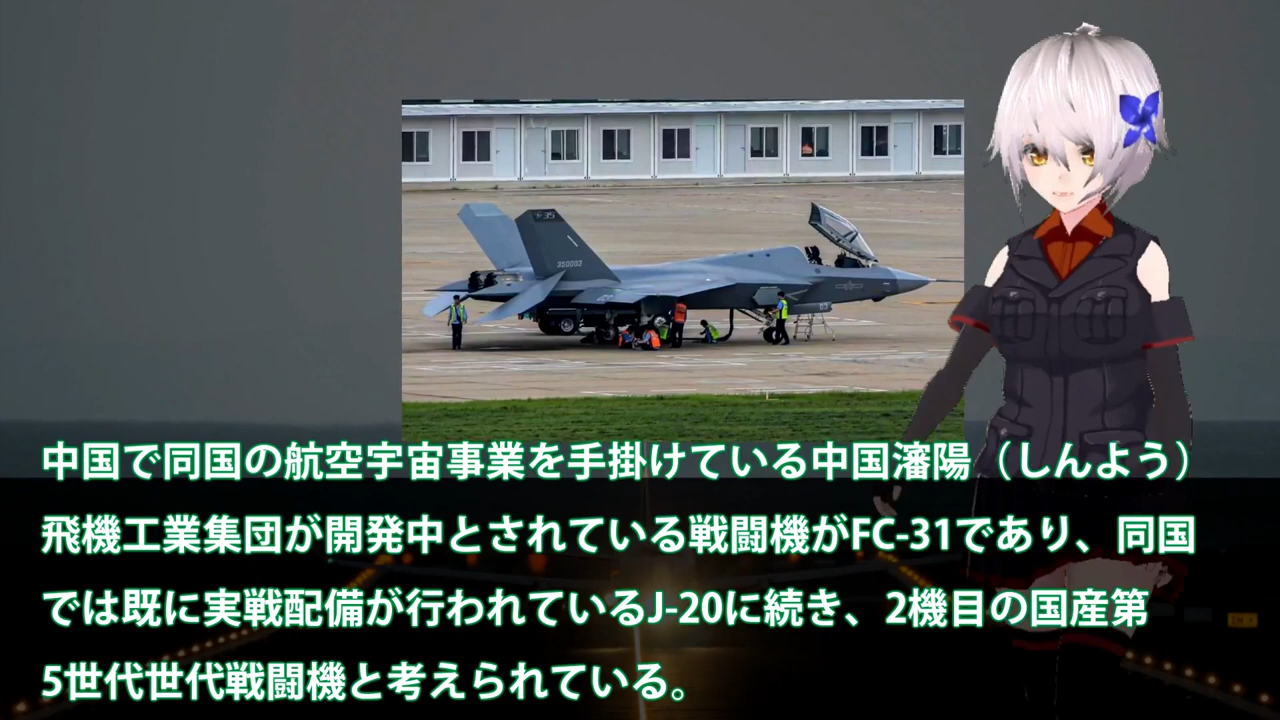 中国で同国の航空宇宙事業を手掛けている中国瀋陽（しんよう）
飛機工業集団が開発中とされている戦闘機がFC-31であり、同国
では既に実戦配備が行われているJ-20に続き、2機目の国産第
5世代世代戦闘機と考えられている。